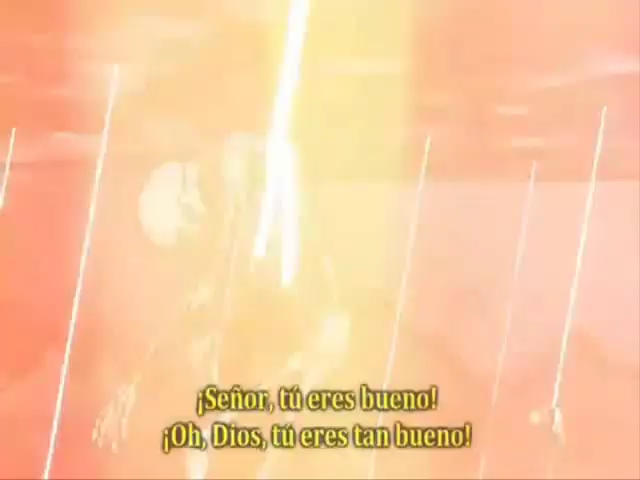 ¡Señor, tú eres bueno!
¡Oh, Dios, tú eres tan bueno!